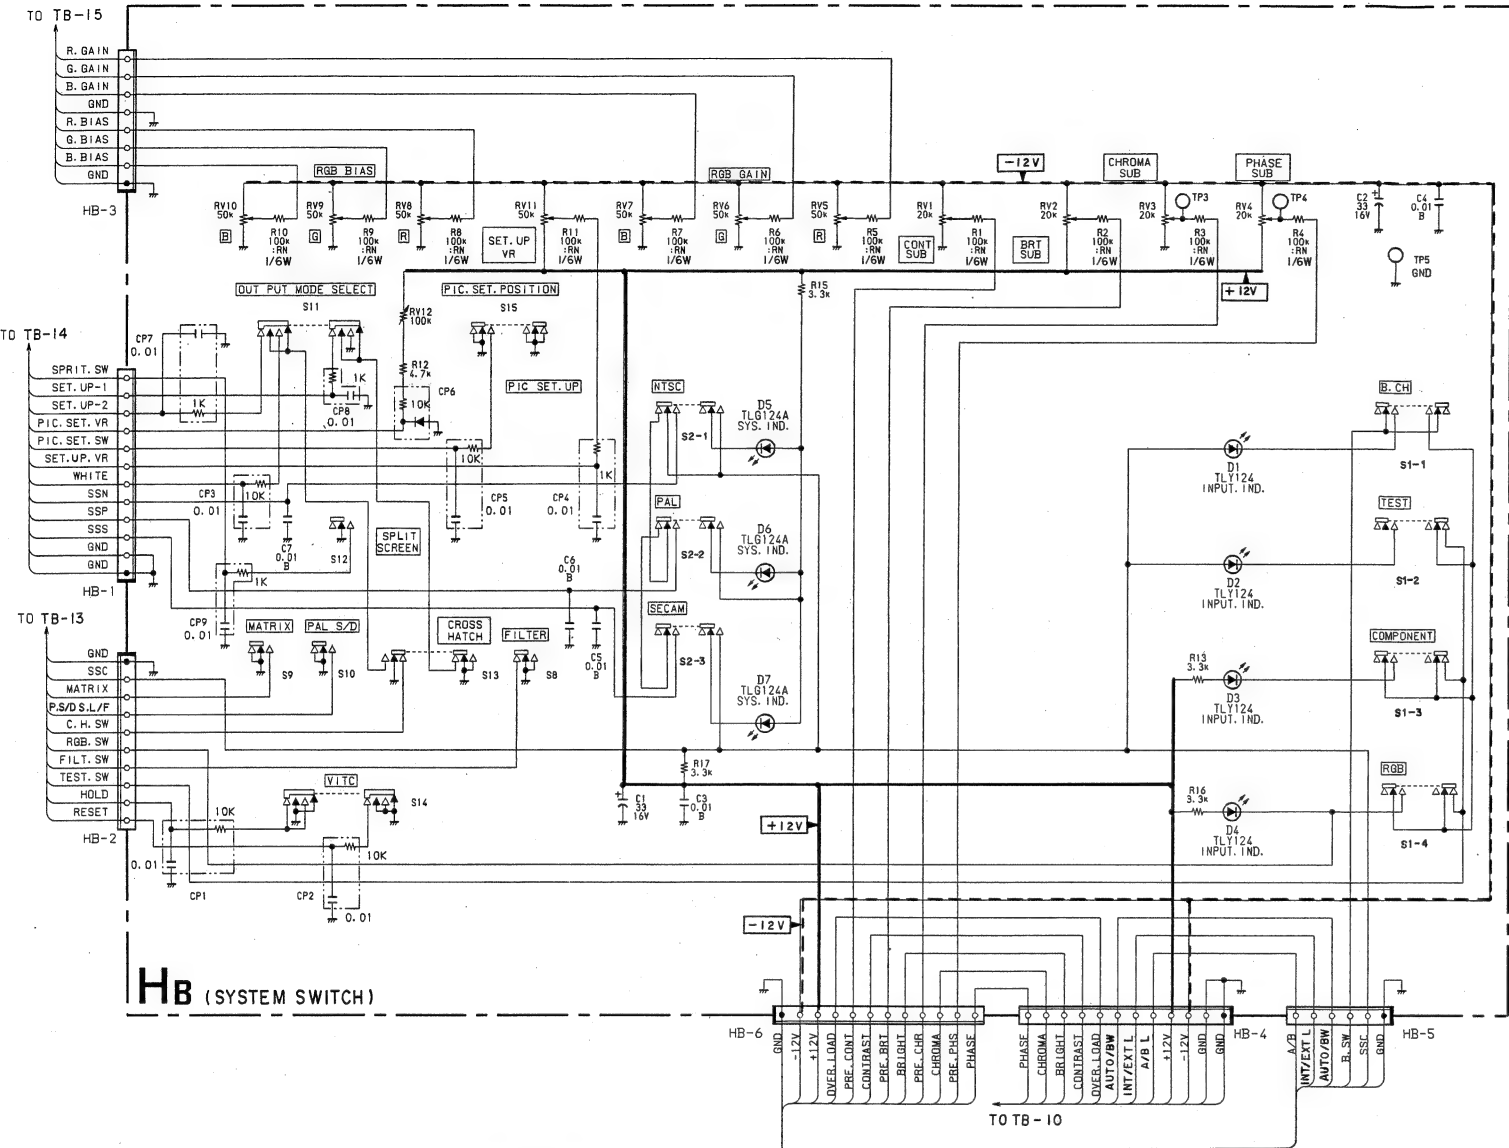 TO TB-15
R. GAIN
G. GAIN
B. GAIN
GND
R. BIAS
G. BIAS
B. BIAS
GND
HB-3
RGB BIAS
RGB GAIN
-12V
CHROMA
SUB
PHASE
SUB
RV10
50k
B
R10
100k
:RN
1/6W
RV9
50k
G
R9
100k
:RN
1/6W
RV8
50k
R
R8
100k
:RN
1/6W
SET. UP
VR
RV11
50k
R11
100k
:RN
1/6W
RV7
50k
B
R7
100k
:RN
1/6W
RV6
50k
G
R6
100k
:RN
1/6W
RV5
50k
R
R5
100k
:RN
1/6W
RV1
20k
CONT
SUB
R1
100k
:RN
1/6W
RV2
20k
BRT
SUB
R2
100k
:RN
1/6W
RV3
20k
TP3
R3
100k
:RN
1/6W
RV4
20k
TP4
R4
100k
:RN
1/6W
C2
33
16V
C4
0.01
B
TP5
GND
+12V
R15
3.3k
OUT PUT MODE SELECT
S11
PIC. SET. POSITION
S15
RV12
100k
R12
4.7k
CP6
10K
PIC SET. UP
TO TB-14
CP7
0.01
1K
1K
CP8
0.01
SPRIT. SW
SET. UP-1
SET. UP-2
PIC. SET. VR
PIC. SET. SW
SET. UP. VR
WHITE
SSN
SSP
SSS
GND
GND
HB-1
CP3
0.01
10K
C7
0.01
B
S12
SPLIT
SCREEN
10K
CP5
0.01
CP4
0.01
1K
1K
CP9
0.01
C6
0.01
B
C5
0.01
B
NTSC
S2-1
D5
TLG124A
SYS. IND.
PAL
S2-2
D6
TLG124A
SYS. IND.
SECAM
S2-3
D7
TLG124A
SYS. IND.
D1
TLY124
INPUT. IND.
D2
TLY124
INPUT. IND.
R13
3.3k
D3
TLY124
INPUT. IND.
R16
3.3k
D4
TLY124
INPUT. IND.
B. CH
S1-1
TEST
S1-2
COMPONENT
S1-3
RGB
S1-4
TO TB-13
GND
SSC
MATRIX
P.S/D S.L/F
C. H. SW
RGB. SW
FILT. SW
TEST. SW
HOLD
RESET
HB-2
MATRIX
S9
PAL S/D
S10
CROSS
HATCH
S13
FILTER
S8
VITC
S14
10K
0.01
CP1
10K
CP2
0.01
R17
3.3k
C1
33
16V
C3
0.01
B
+12V
-12V
HB (SYSTEM SWITCH)
HB-6
GND
-12V
+12V
OVER. LOAD
PRE. CONT
CONTRAST
PRE. BRT
BRIGHT
PRE. CHR
CHROMA
PRE. PHS
PHASE
PHASE
CHROMA
BRIGHT
CONTRAST
OVER. LOAD
AUTO/BW
INT/EXT L
A/B L
+12V
-12V
GND
GND
HB-4
A/B
INT/EXT L
AUTO/BW
B. SW
SSC
GND
HB-5
TO TB-10